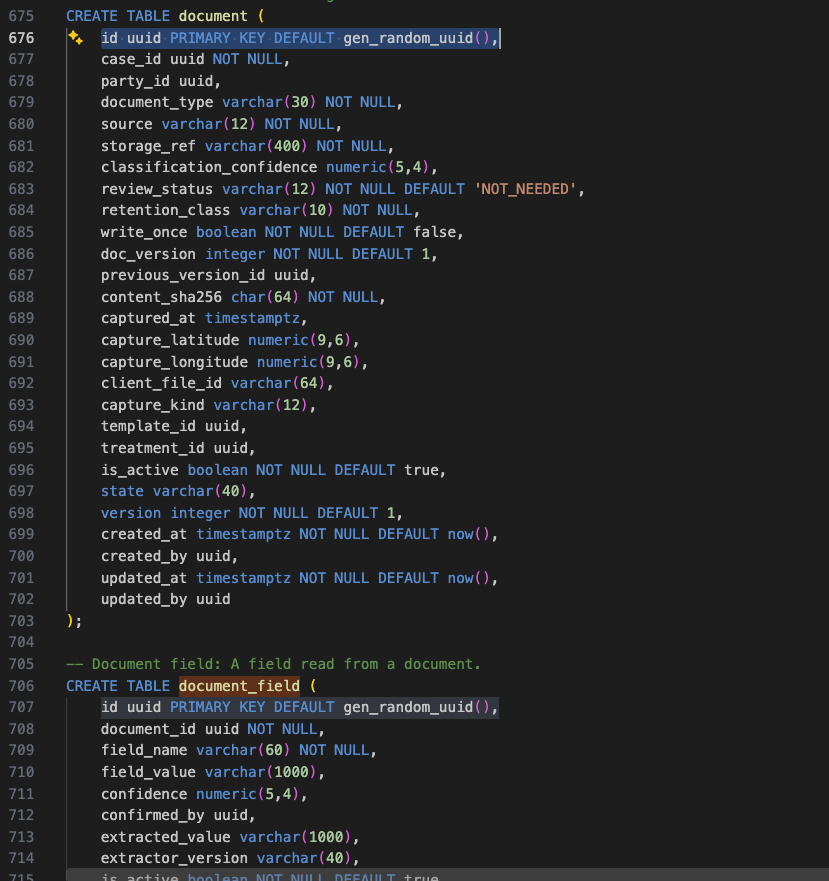 675 CREATE TABLE document (
676 id uuid PRIMARY KEY DEFAULT gen_random_uuid(),
677 case_id uuid NOT NULL,
678 party_id uuid,
679 document_type varchar(30) NOT NULL,
680 source varchar(12) NOT NULL,
681 storage_ref varchar(400) NOT NULL,
682 classification_confidence numeric(5,4),
683 review_status varchar(12) NOT NULL DEFAULT 'NOT_NEEDED',
684 retention_class varchar(10) NOT NULL,
685 write_once boolean NOT NULL DEFAULT false,
686 doc_version integer NOT NULL DEFAULT 1,
687 previous_version_id uuid,
688 content_sha256 char(64) NOT NULL,
689 captured_at timestamptz,
690 capture_latitude numeric(9,6),
691 capture_longitude numeric(9,6),
692 client_file_id varchar(64),
693 capture_kind varchar(12),
694 template_id uuid,
695 treatment_id uuid,
696 is_active boolean NOT NULL DEFAULT true,
697 state varchar(40),
698 version integer NOT NULL DEFAULT 1,
699 created_at timestamptz NOT NULL DEFAULT now(),
700 created_by uuid,
701 updated_at timestamptz NOT NULL DEFAULT now(),
702 updated_by uuid
703 );
704
705 -- Document field: A field read from a document.
706 CREATE TABLE document_field (
707 id uuid PRIMARY KEY DEFAULT gen_random_uuid(),
708 document_id uuid NOT NULL,
709 field_name varchar(60) NOT NULL,
710 field_value varchar(1000),
711 confidence numeric(5,4),
712 confirmed_by uuid,
713 extracted_value varchar(1000),
714 extractor_version varchar(40),
715 is_active boolean NOT NULL DEFAULT true